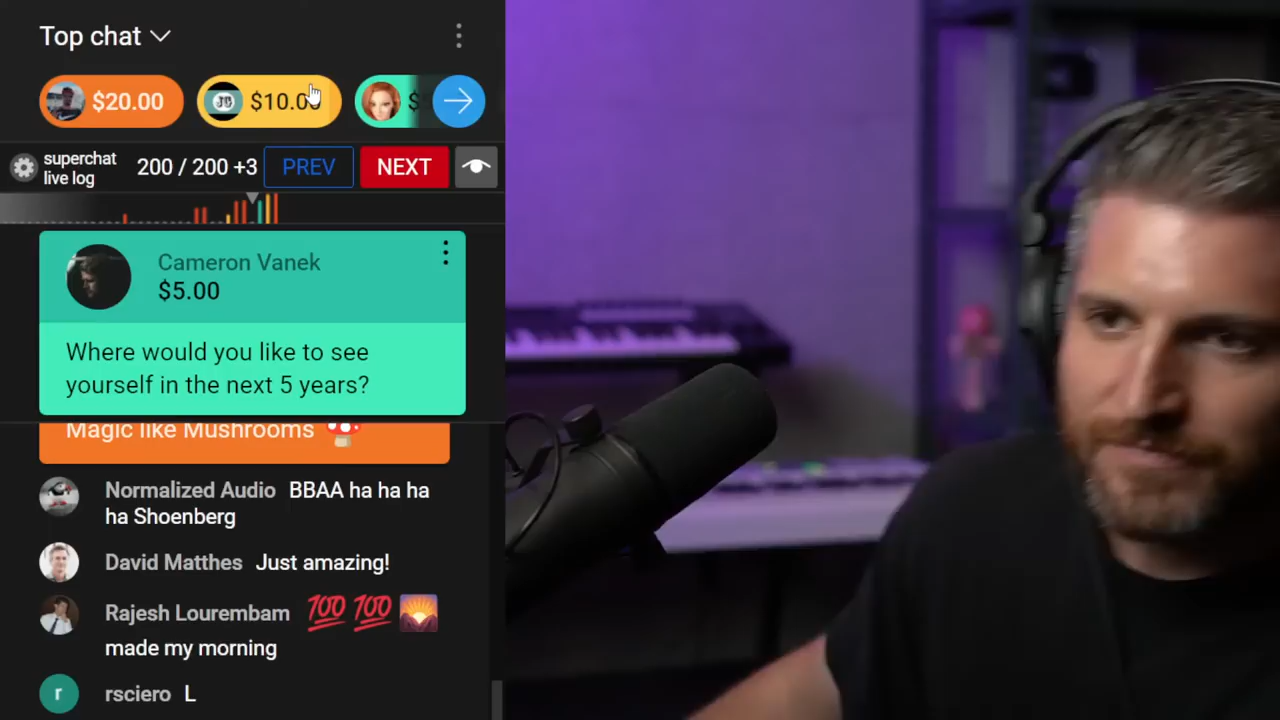 Top chat
$20.00
JB $10.00
$
superchat
live log
200 / 200 +3
PREV
NEXT
Cameron Vanek
$5.00
Where would you like to see
yourself in the next 5 years?
Magic like Mushrooms 🍄
Normalized Audio BBAA ha ha ha
ha Shoenberg
David Matthes Just amazing!
Rajesh Lourembam 💯 💯 🌄
made my morning
r rsciero L